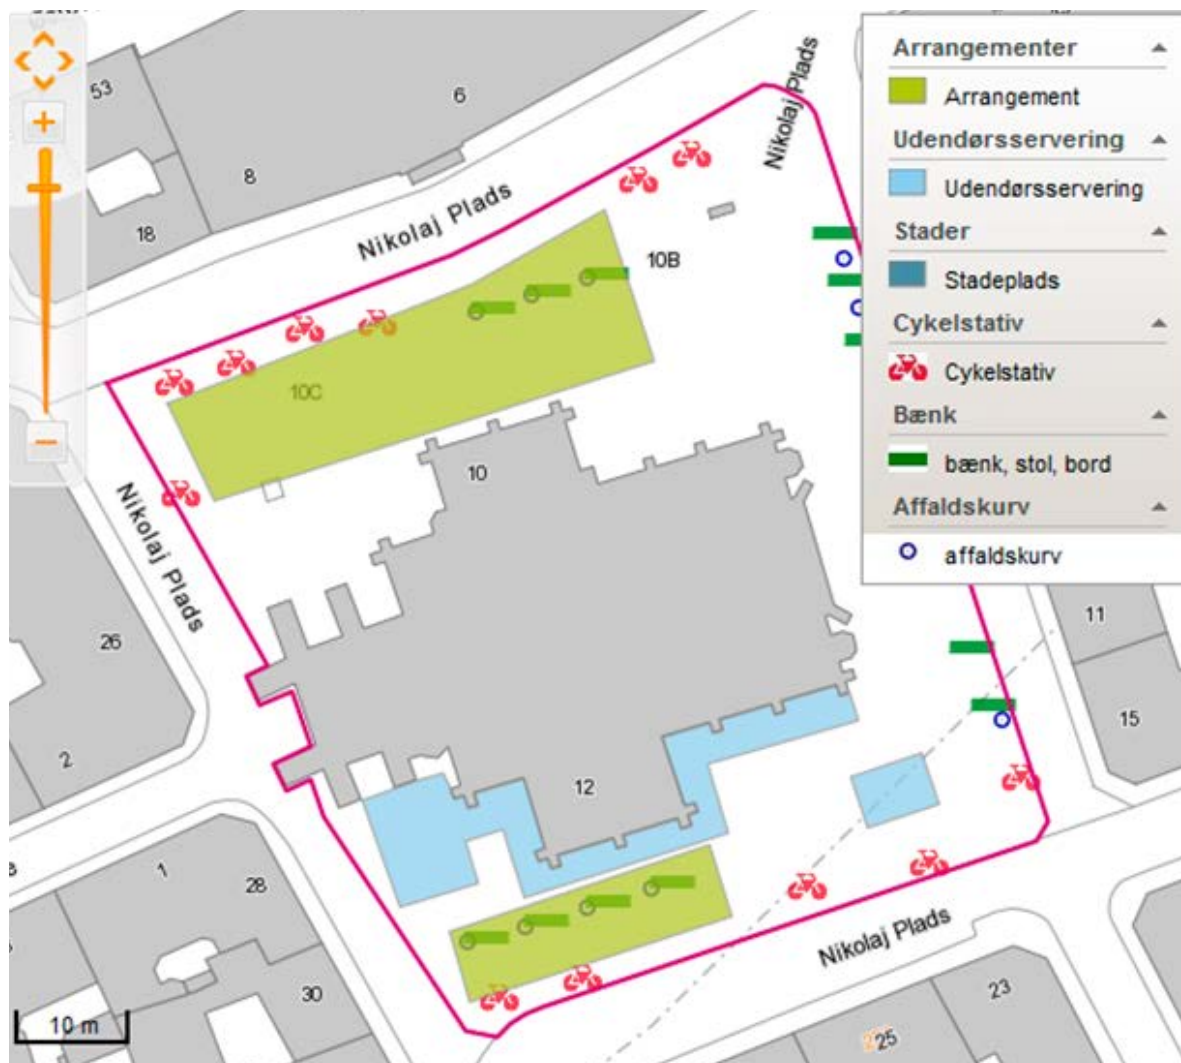 53
6
8
18
Nikolaj Plads
Nikolaj Plads
10B
10C
10
Nikolaj Plads
26
2
12
11
15
1
28
30
Nikolaj Plads
23
25
10 m
Arrangementer
Arrangement
Udendørsservering
Udendørsservering
Stader
Stadeplads
Cykelstativ
Cykelstativ
Bænk
bænk, stol, bord
Affaldskurv
affaldskurv